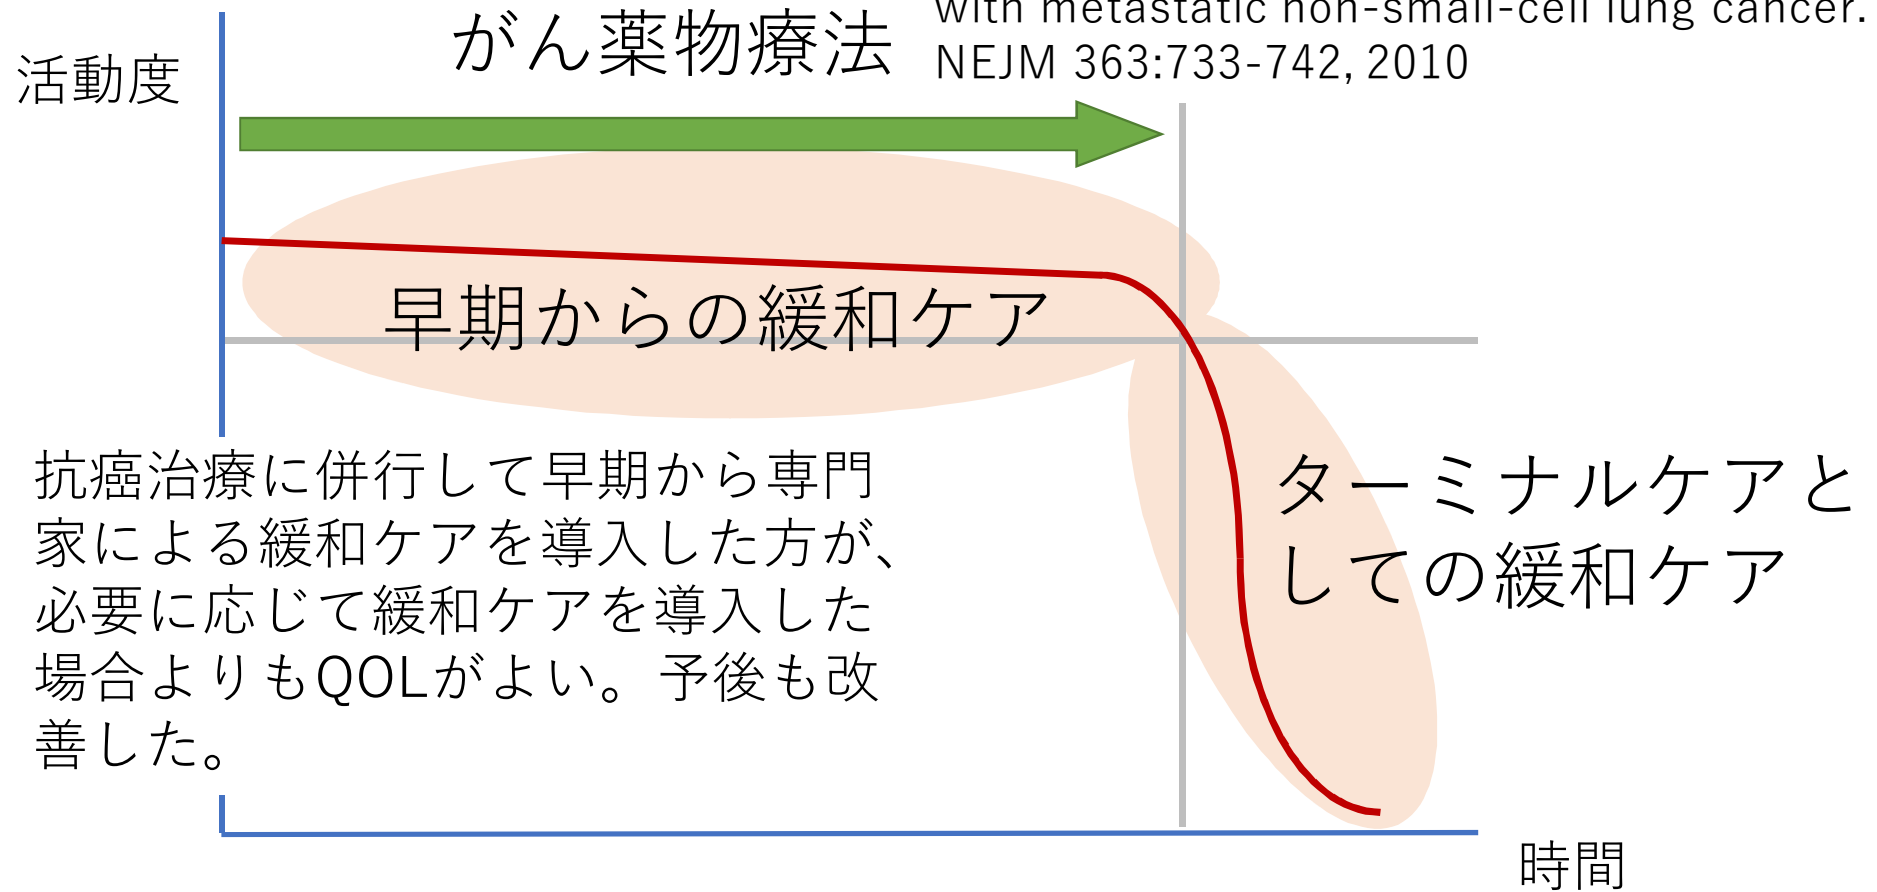 with metastatic non-small-cell lung cancer.
NEJM 363:733-742, 2010
がん薬物療法
活動度
早期からの緩和ケア
抗癌治療に併行して早期から専門
家による緩和ケアを導入した方が、
必要に応じて緩和ケアを導入した
場合よりもQOLがよい。予後も改
善した。
ターミナルケアと
しての緩和ケア
時間